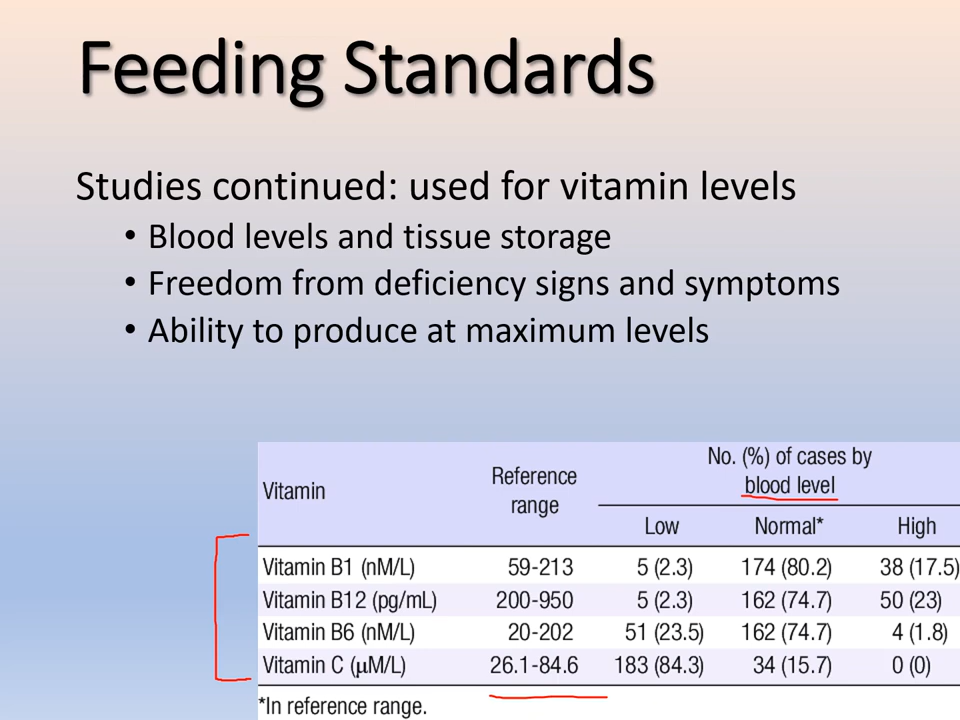 Feeding Standards
Studies continued: used for vitamin levels
• Blood levels and tissue storage
• Freedom from deficiency signs and symptoms
• Ability to produce at maximum levels
Vitamin Reference range No. (%) of cases by blood level
Low Normal* High
Vitamin B1 (nM/L) 59-213 5 (2.3) 174 (80.2) 38 (17.5)
Vitamin B12 (pg/mL) 200-950 5 (2.3) 162 (74.7) 50 (23)
Vitamin B6 (nM/L) 20-202 51 (23.5) 162 (74.7) 4 (1.8)
Vitamin C (μM/L) 26.1-84.6 183 (84.3) 34 (15.7) 0 (0)
*In reference range.